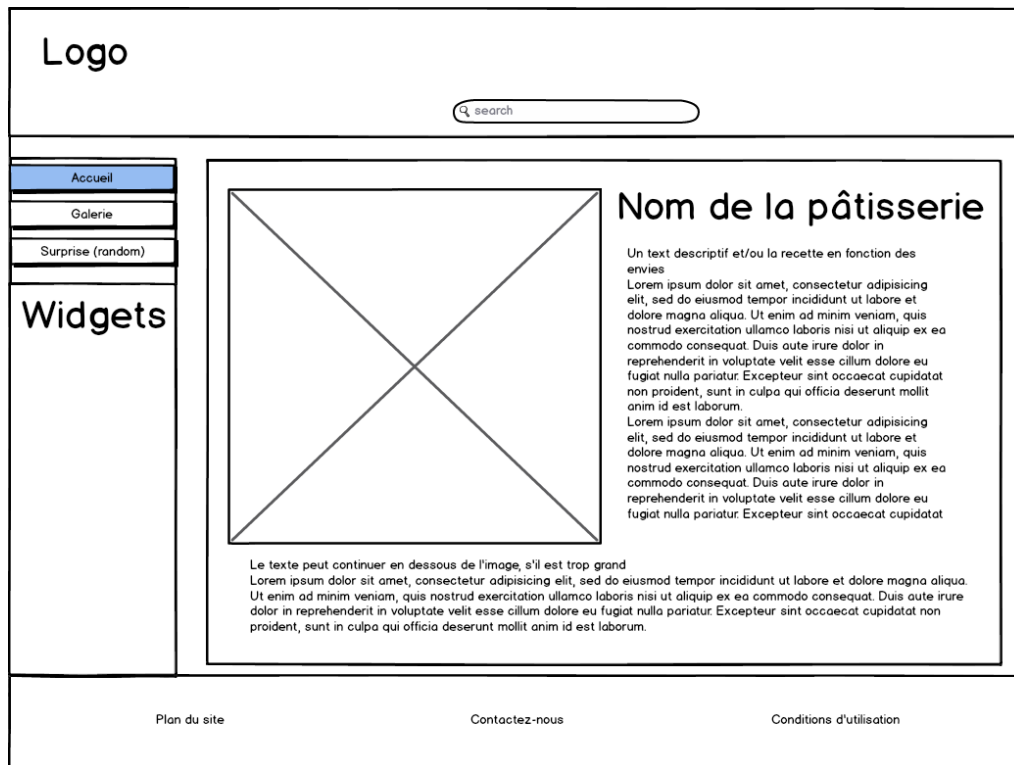 Logo
search
Accueil
Galerie
Surprise (random)
Widgets
Nom de la pâtisserie
Un text descriptif et/ou la recette en fonction des
envies
Lorem ipsum dolor sit amet, consectetur adipisicing
elit, sed do eiusmod tempor incididunt ut labore et
dolore magna aliqua. Ut enim ad minim veniam, quis
nostrud exercitation ullamco laboris nisi ut aliquip ex ea
commodo consequat. Duis aute irure dolor in
reprehenderit in voluptate velit esse cillum dolore eu
fugiat nulla pariatur. Excepteur sint occaecat cupidatat
non proident, sunt in culpa qui officia deserunt mollit
anim id est laborum.
Lorem ipsum dolor sit amet, consectetur adipisicing
elit, sed do eiusmod tempor incididunt ut labore et
dolore magna aliqua. Ut enim ad minim veniam, quis
nostrud exercitation ullamco laboris nisi ut aliquip ex ea
commodo consequat. Duis aute irure dolor in
reprehenderit in voluptate velit esse cillum dolore eu
fugiat nulla pariatur. Excepteur sint occaecat cupidatat
Le texte peut continuer en dessous de l'image, s'il est trop grand
Lorem ipsum dolor sit amet, consectetur adipisicing elit, sed do eiusmod tempor incididunt ut labore et dolore magna aliqua.
Ut enim ad minim veniam, quis nostrud exercitation ullamco laboris nisi ut aliquip ex ea commodo consequat. Duis aute irure
dolor in reprehenderit in voluptate velit esse cillum dolore eu fugiat nulla pariatur. Excepteur sint occaecat cupidatat non
proident, sunt in culpa qui officia deserunt mollit anim id est laborum.
Plan du site
Contactez-nous
Conditions d'utilisation